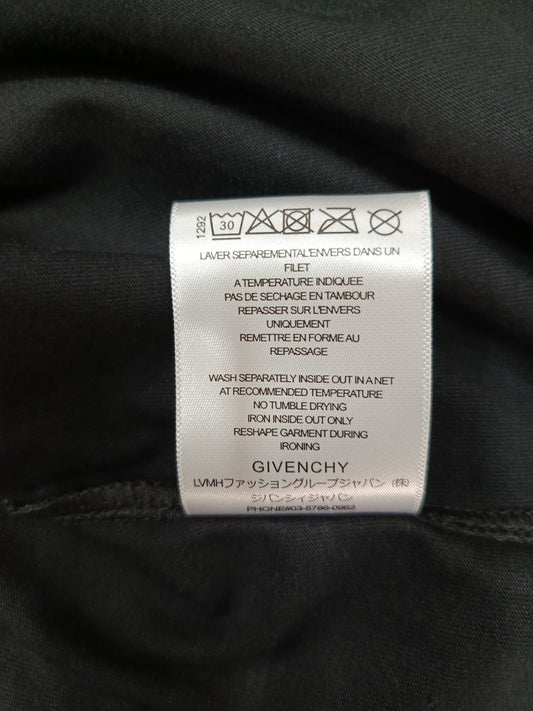 1292
30
LAVER SEPAREMENTAL'ENVERS DANS UN
FILET
A TEMPERATURE INDIQUEE
PAS DE SECHAGE EN TAMBOUR
REPASSER SUR L'ENVERS
UNIQUEMENT
REMETTRE EN FORME AU
REPASSAGE
WASH SEPARATELY INSIDE OUT IN A NET
AT RECOMMENDED TEMPERATURE
NO TUMBLE DRYING
IRON INSIDE OUT ONLY
RESHAPE GARMENT DURING
IRONING
GIVENCHY
LVMHファッショングループジャパン (株)
ジバンシイジャパン
PHONE#03-5786-0962